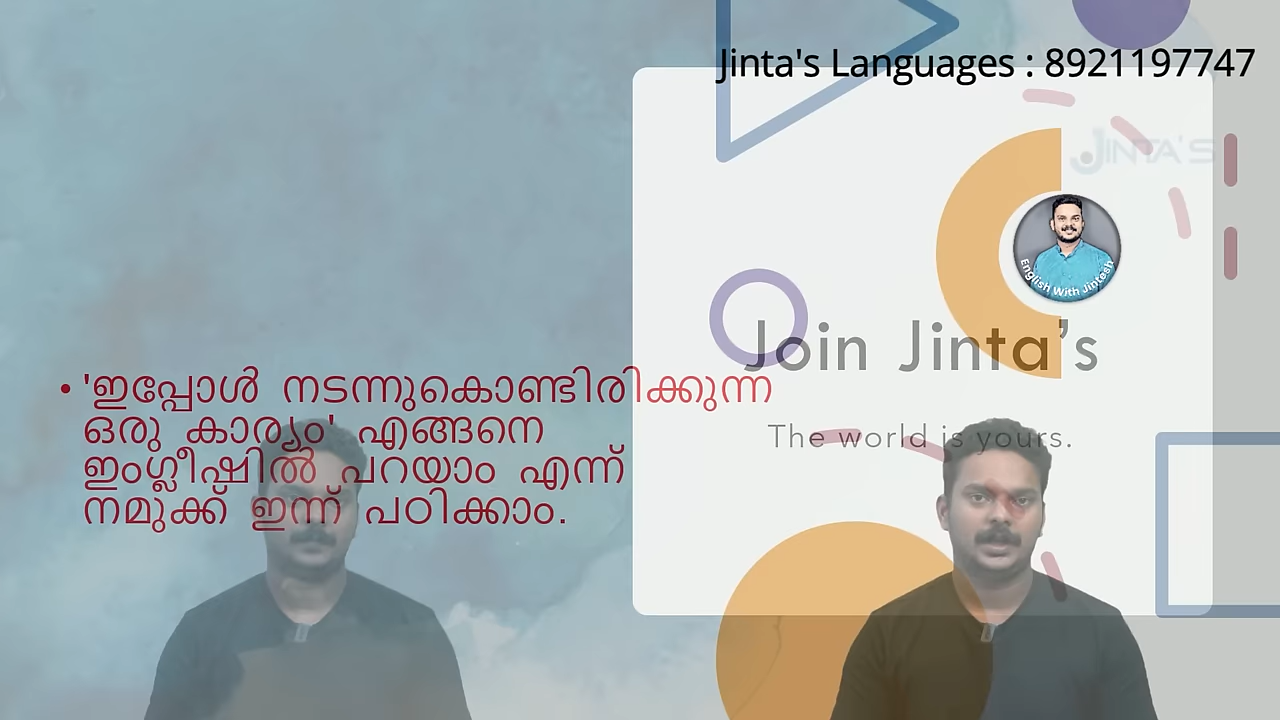 Jinta's Languages : 8921197747
JINTA'S
English With Jintesh
Join Jinta's
The world is yours.
• 'ഇപ്പോൾ നടന്നുകൊണ്ടിരിക്കുന്ന
ഒരു കാര്യം' എങ്ങനെ
ഇംഗ്ലീഷിൽ പറയാം എന്ന്
നമുക്ക് ഇന്ന് പഠിക്കാം.